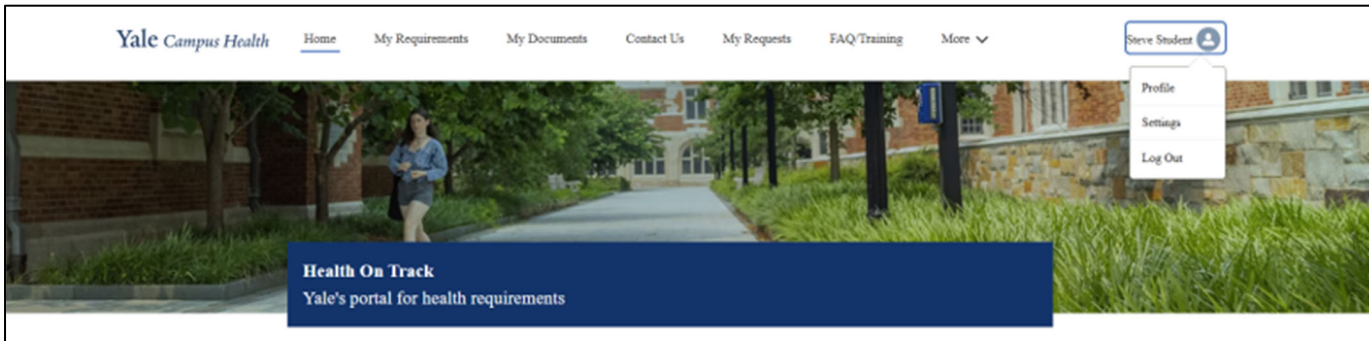 Yale Campus Health Home My Requirements My Documents Contact Us My Requests FAQ/Training More Steve Student
Profile
Settings
Log Out
Health On Track
Yale's portal for health requirements